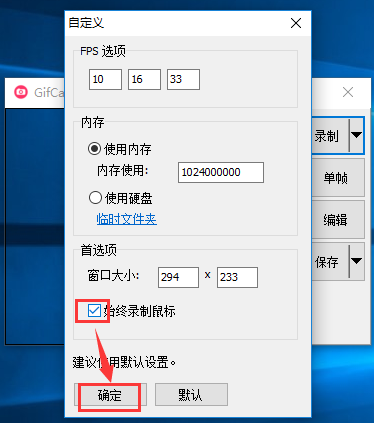 自定义
FPS 选项
10 16 33
GifCa
录制
内存
使用内存
内存使用: 1024000000
单帧
使用硬盘
临时文件夹
编辑
首选项
保存
窗口大小: 294 x 233
始终录制鼠标
建议使用默认设置。
确定 默认